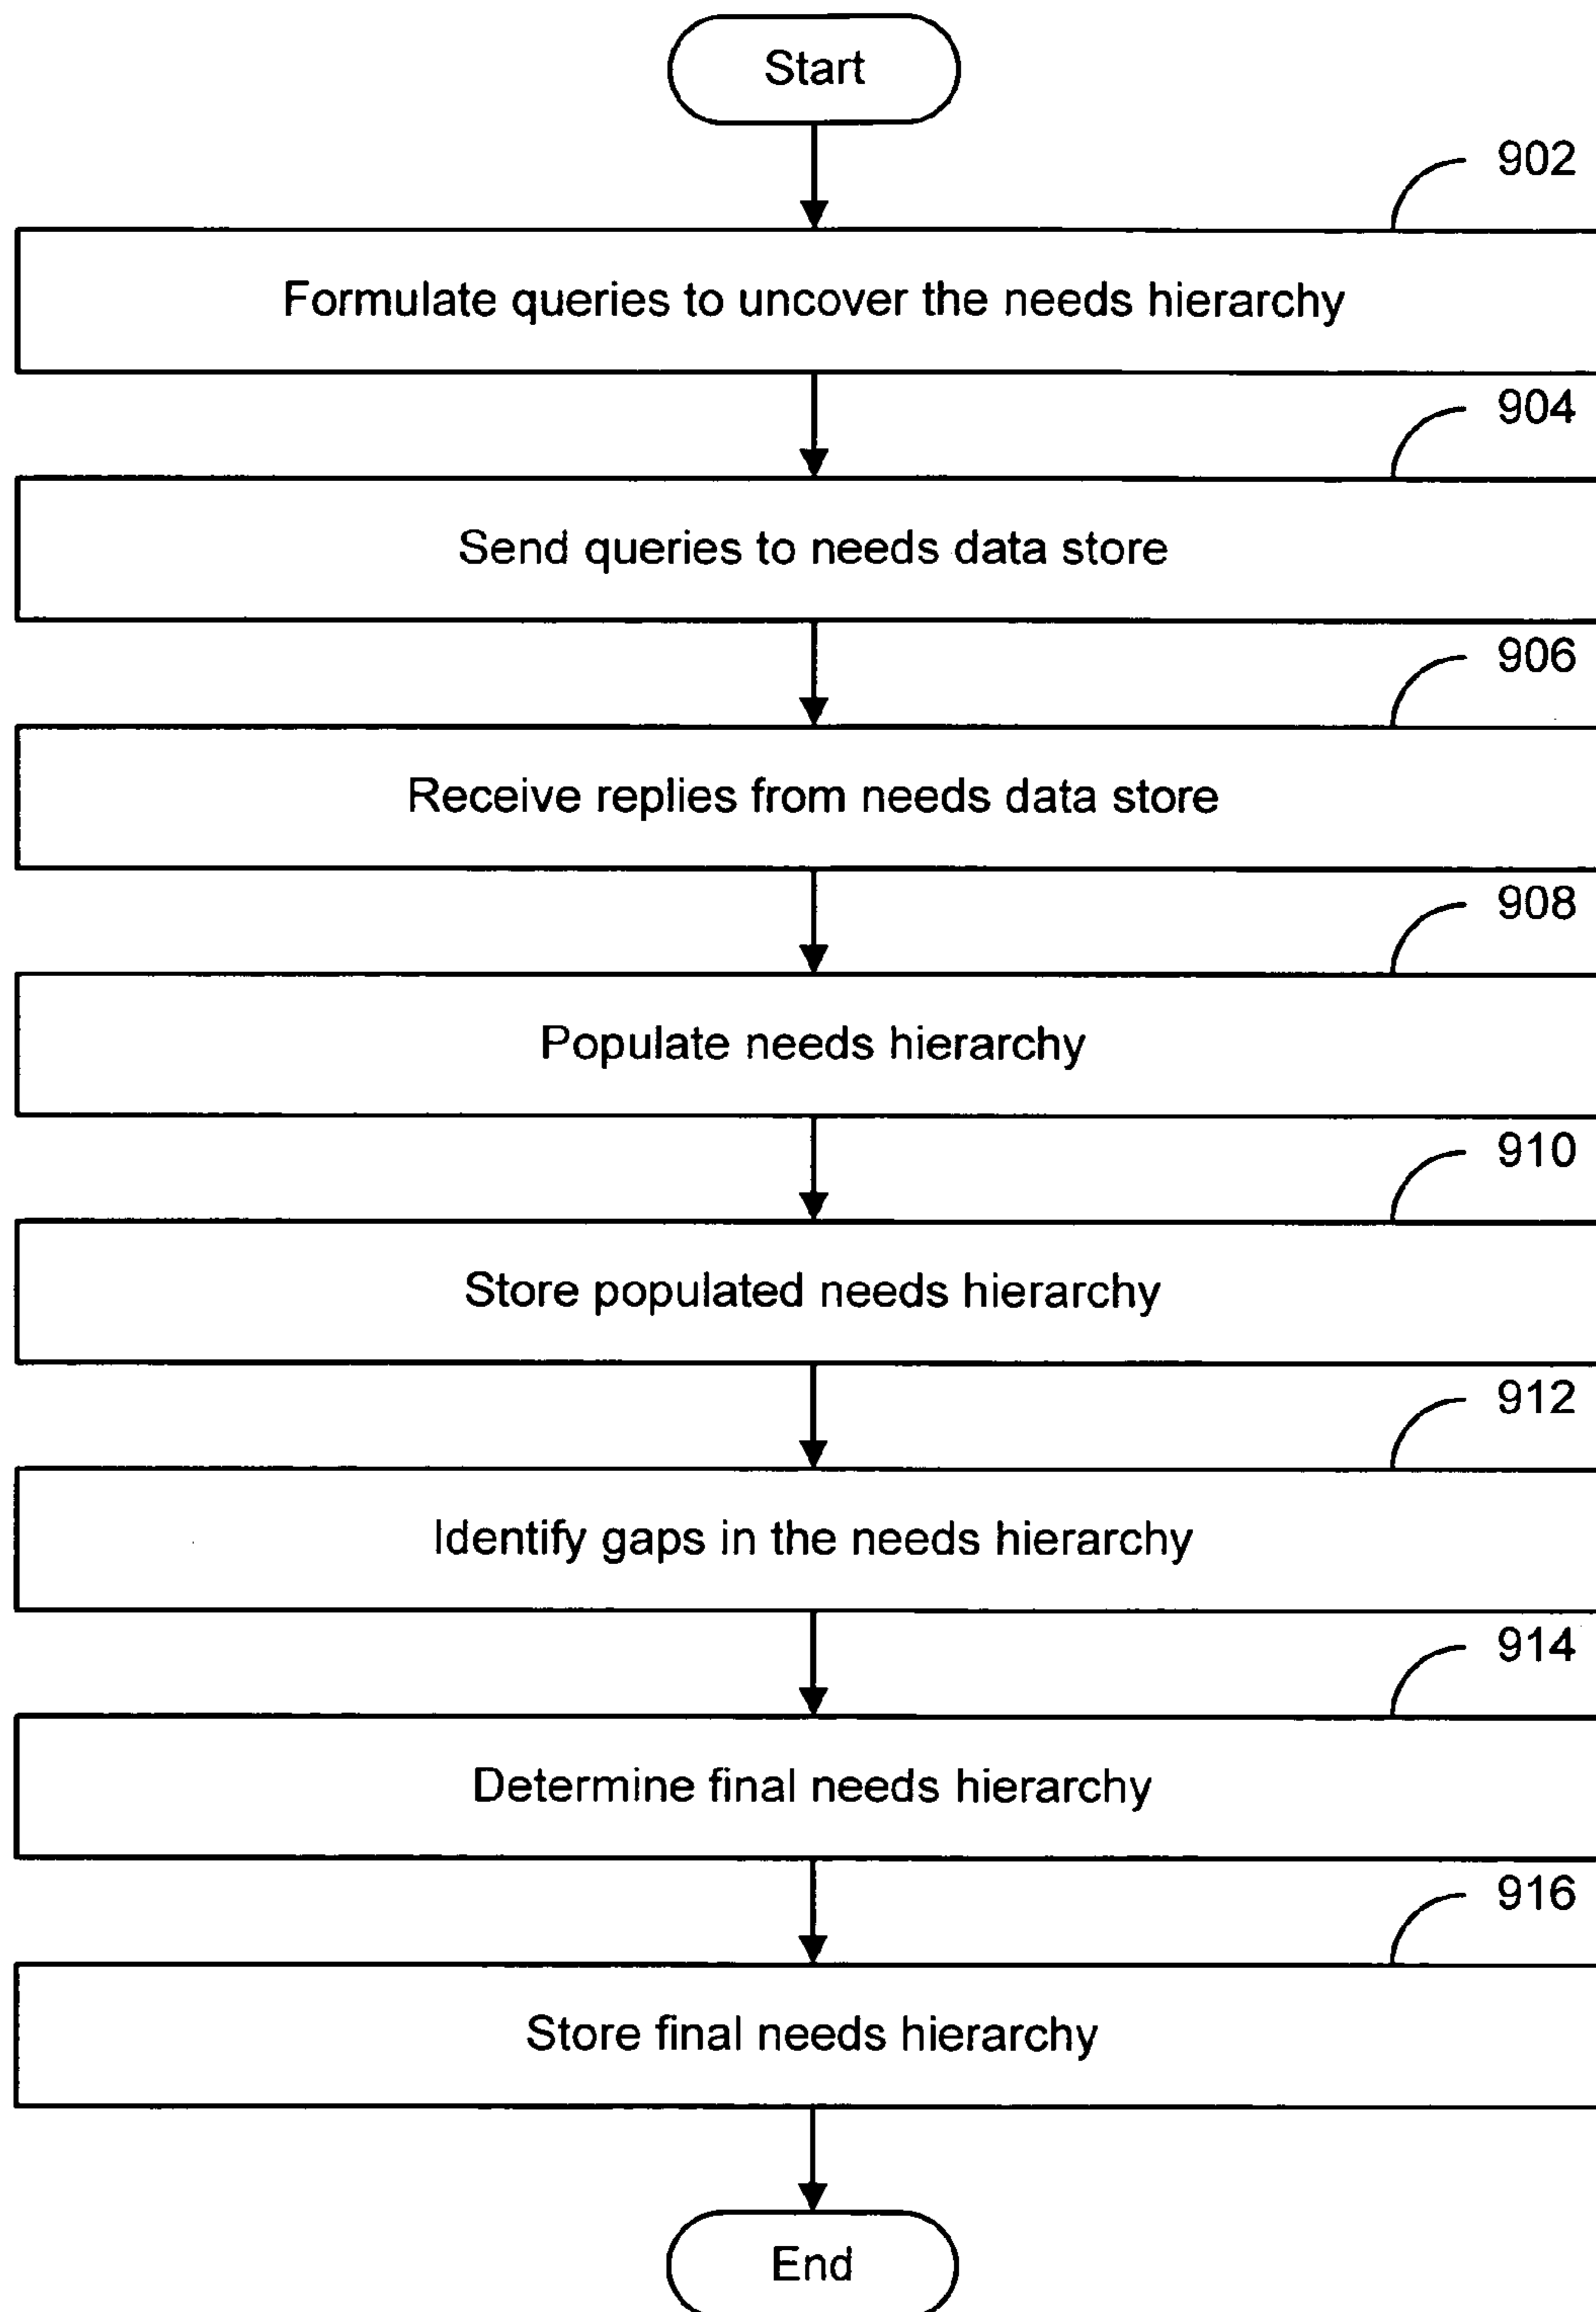 Start
902
Formulate queries to uncover the needs hierarchy
904
Send queries to needs data store
906
Receive replies from needs data store
908
Populate needs hierarchy
910
Store populated needs hierarchy
912
Identify gaps in the needs hierarchy
914
Determine final needs hierarchy
916
Store final needs hierarchy
End